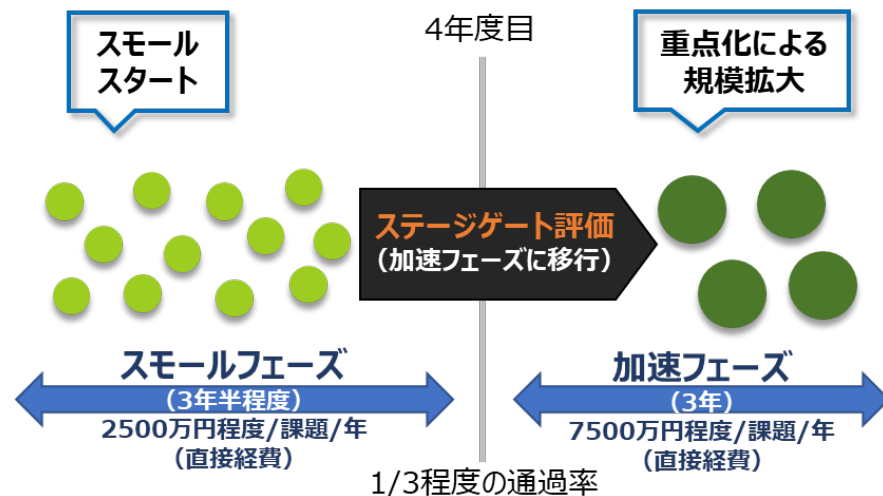 スモール
スタート
4年度目
重点化による
規模拡大
ステージゲート評価
（加速フェーズに移行）
スモールフェーズ
（3年半程度）
2500万円程度/課題/年
（直接経費）
加速フェーズ
（3年）
7500万円程度/課題/年
（直接経費）
1/3程度の通過率